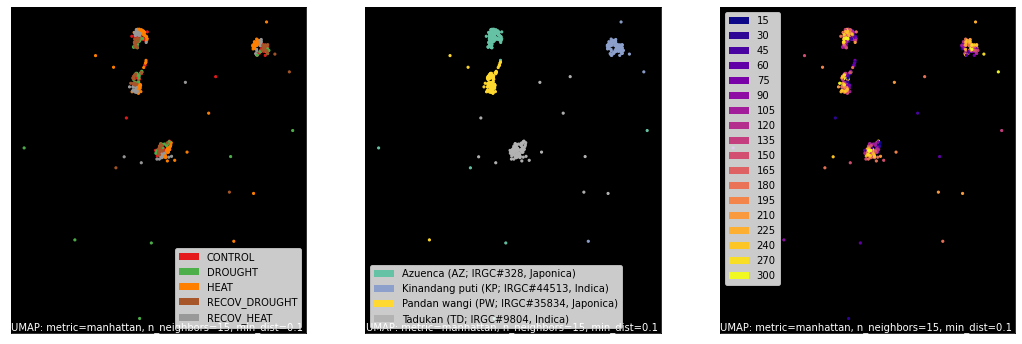 CONTROL
DROUGHT
HEAT
RECOV_DROUGHT
RECOV_HEAT
UMAP: metric=manhattan, n_neighbors=15, min_dist=0.1
Azuenca (AZ; IRGC#328, Japonica)
Kinandang puti (KP; IRGC#44513, Indica)
Pandan wangi (PW; IRGC#35834, Japonica)
Tadukan (TD; IRGC#9804, Indica)
UMAP: metric=manhattan, n_neighbors=15, min_dist=0.1
15
30
45
60
75
90
105
120
135
150
165
180
195
210
225
240
270
300
UMAP: metric=manhattan, n_neighbors=15, min_dist=0.1